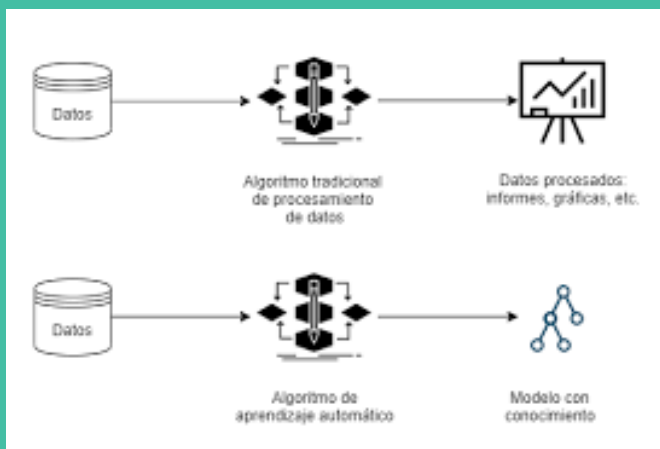 Datos
Algoritmo tradicional
de procesamiento
de datos
Datos procesados:
informes, gráficas, etc.
Datos
Algoritmo de
aprendizaje automático
Modelo con
conocimiento